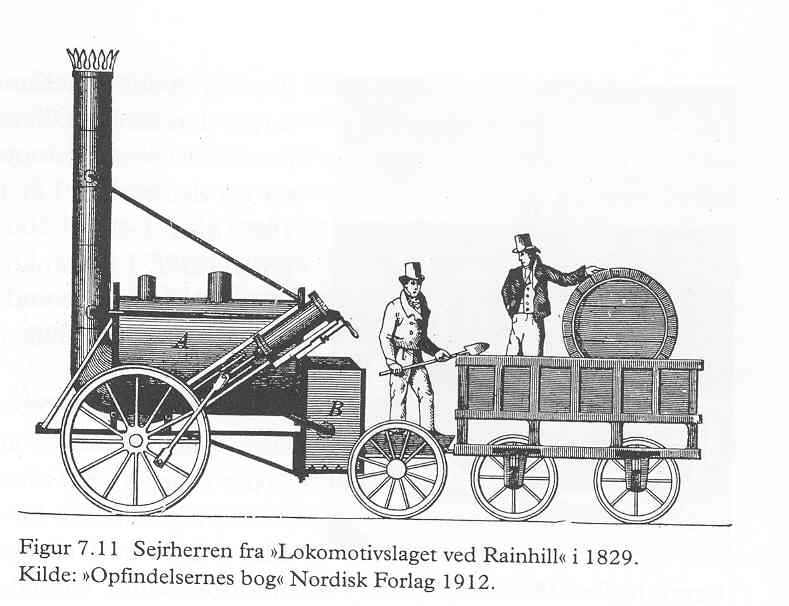 A
B
Figur 7.11 Sejrherren fra »Lokomotivslaget ved Rainhill« i 1829.
Kilde: »Opfindelsernes bog« Nordisk Forlag 1912.